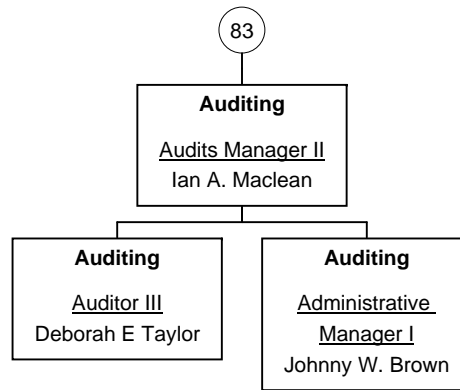 83
Auditing
Audits Manager II
Ian A. Maclean
Auditing
Auditor III
Deborah E Taylor
Auditing
Administrative
Manager I
Johnny W. Brown